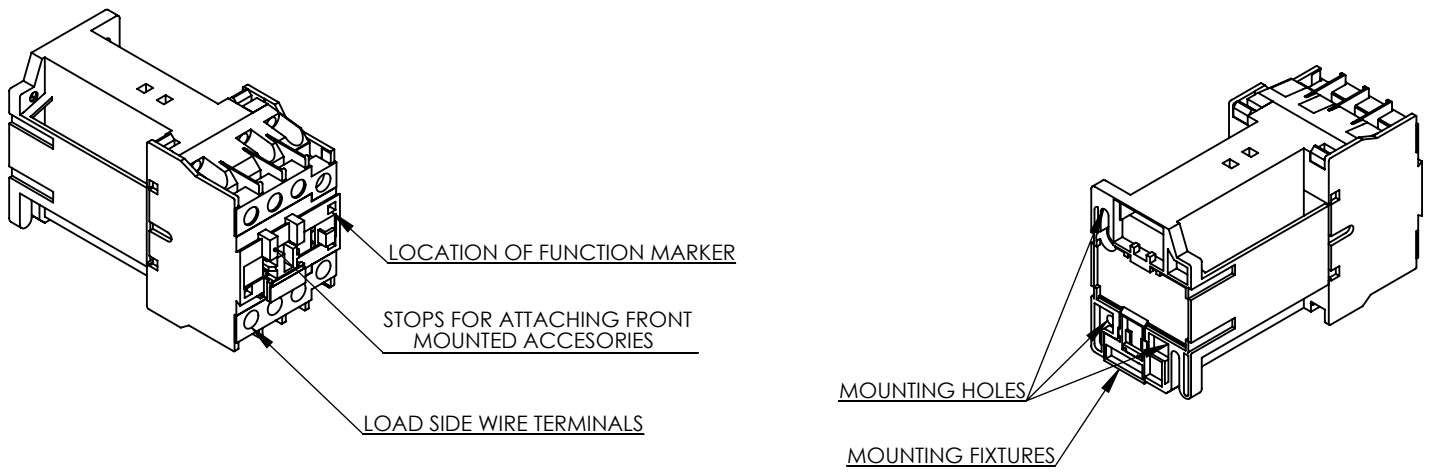 LOCATION OF FUNCTION MARKER
STOPS FOR ATTACHING FRONT
MOUNTED ACCESORIES
LOAD SIDE WIRE TERMINALS
MOUNTING HOLES
MOUNTING FIXTURES